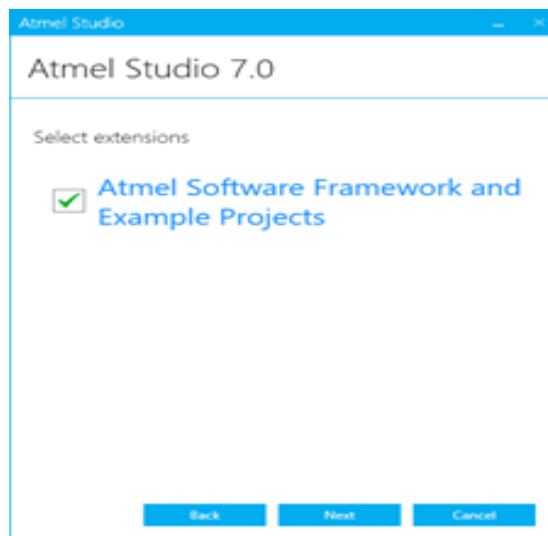 Atmel Studio
Atmel Studio 7.0
Select extensions
Atmel Software Framework and
Example Projects
Back Next Cancel